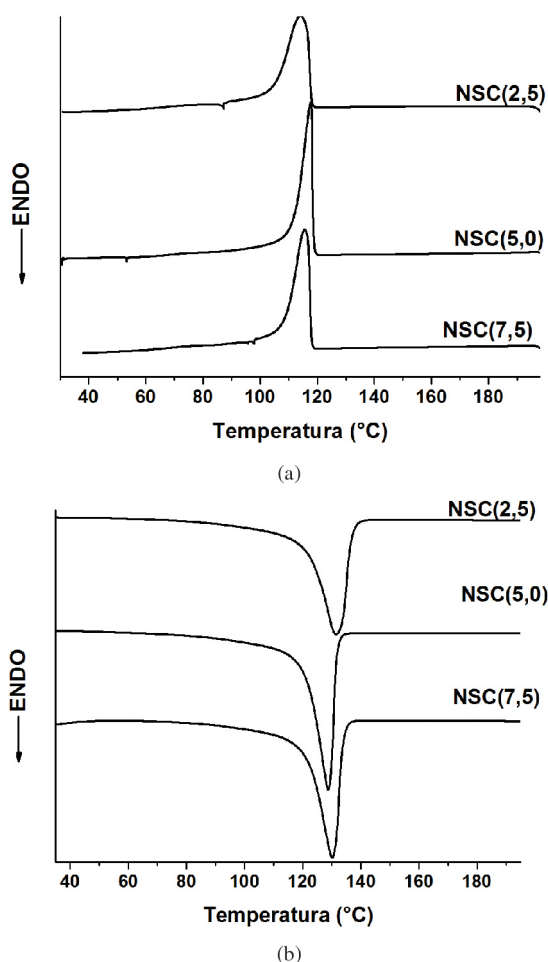 NSC(2,5)
NSC(5,0)
NSC(7,5)
ENDO
40 60 80 100 120 140 160 180
Temperatura (°C)
(a)
NSC(2,5)
NSC(5,0)
NSC(7,5)
ENDO
40 60 80 100 120 140 160 180
Temperatura (°C)
(b)